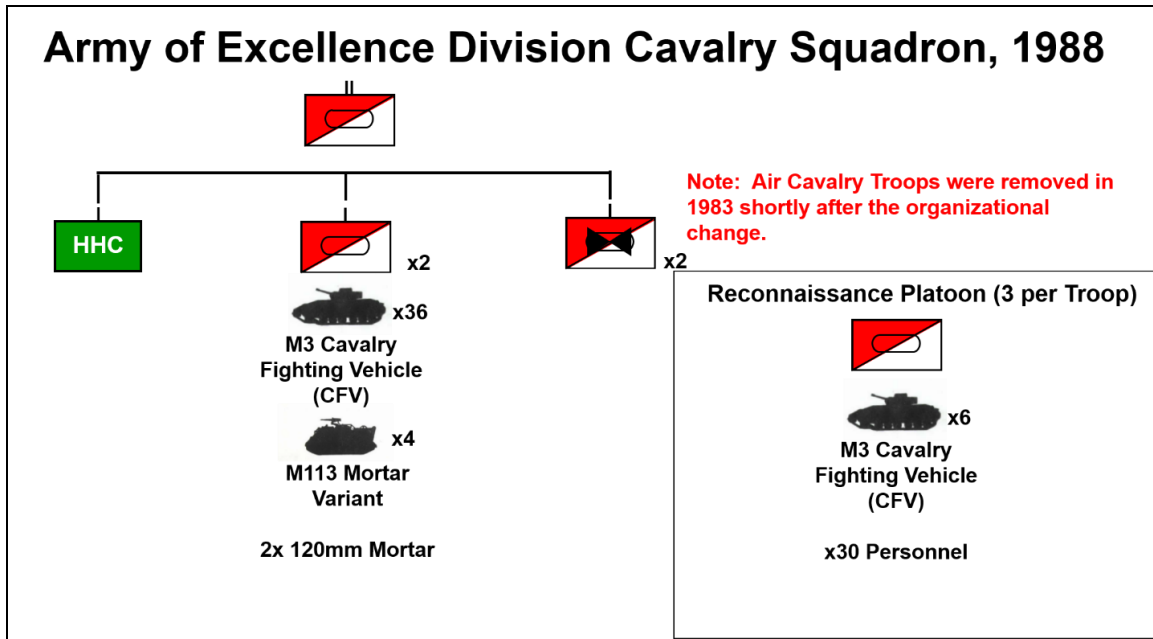 Army of Excellence Division Cavalry Squadron, 1988
HHC
x2
x36
M3 Cavalry
Fighting Vehicle
(CFV)
x4
M113 Mortar
Variant
2x 120mm Mortar
x2
Note: Air Cavalry Troops were removed in
1983 shortly after the organizational
change.
Reconnaissance Platoon (3 per Troop)
x6
M3 Cavalry
Fighting Vehicle
(CFV)
x30 Personnel